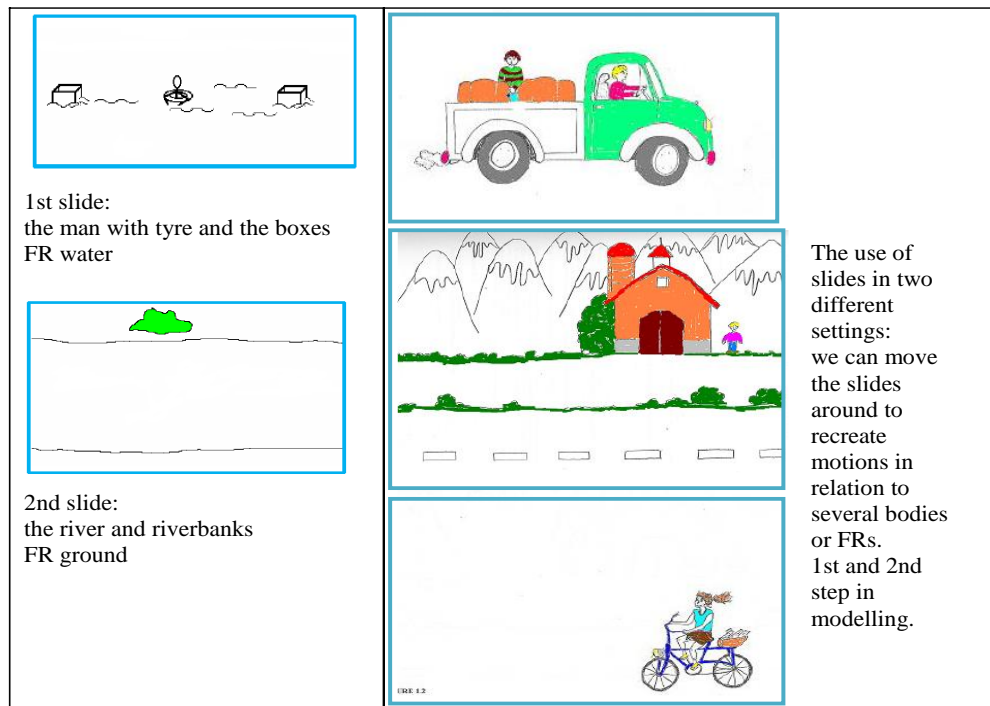 1st slide:
the man with tyre and the boxes
FR water
2nd slide:
the river and riverbanks
FR ground
URE 1.2
The use of
slides in two
different
settings:
we can move
the slides
around to
recreate
motions in
relation to
several bodies
or FRs.
1st and 2nd
step in
modelling.